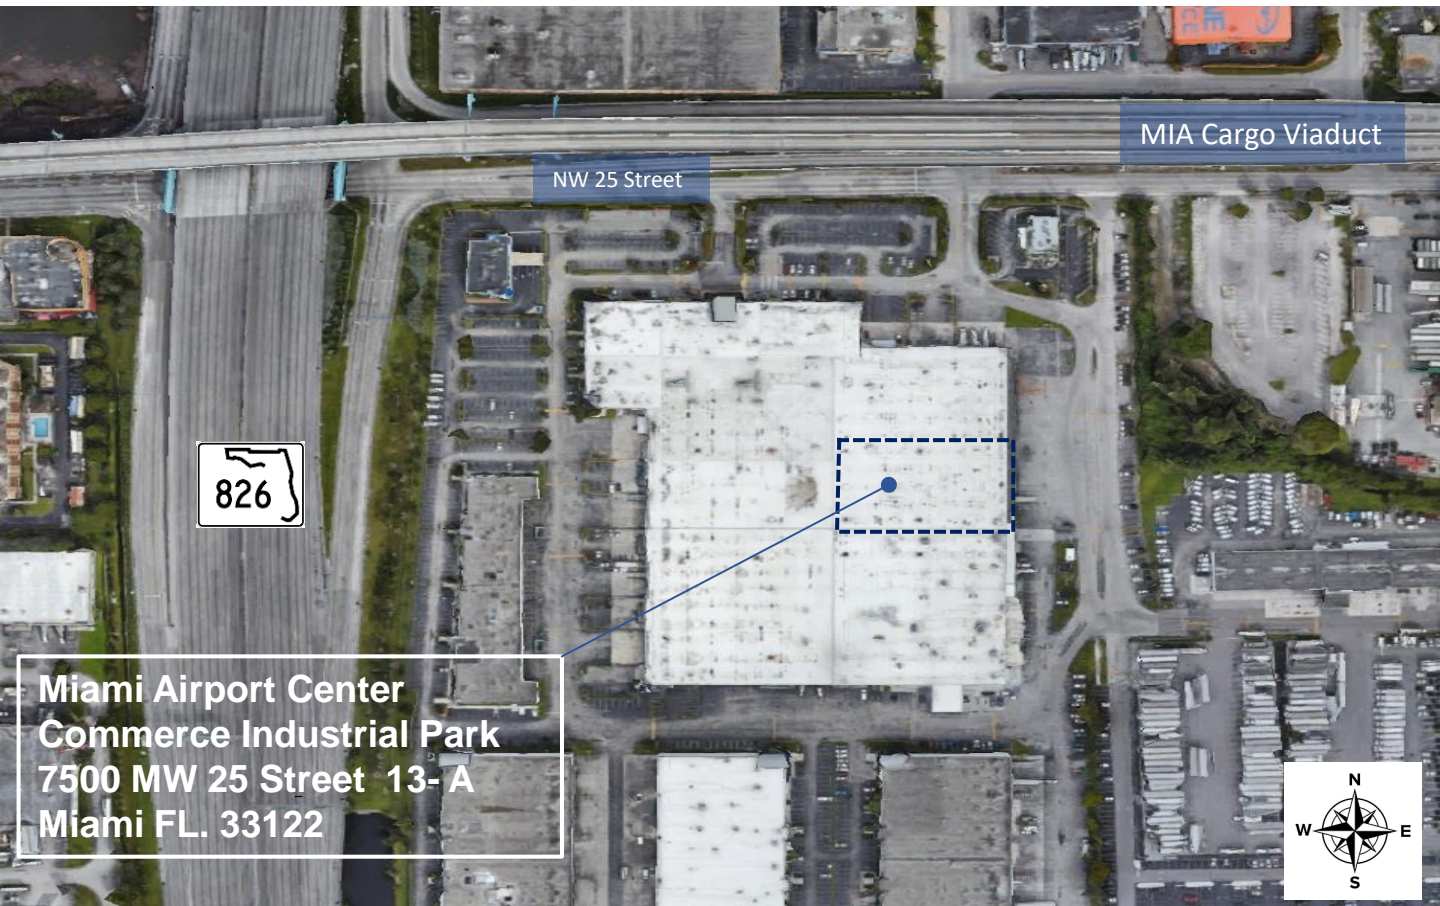 MIA Cargo Viaduct
NW 25 Street
826
Miami Airport Center
Commerce Industrial Park
7500 MW 25 Street 13- A
Miami FL. 33122
N
W E
S